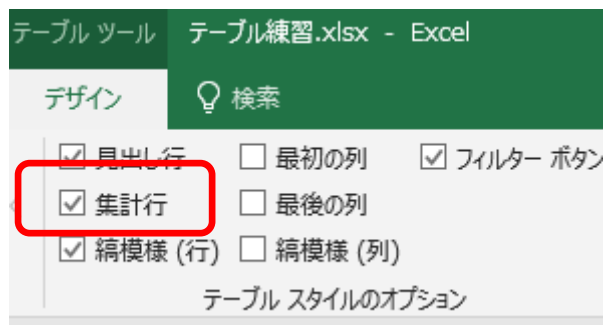 テーブル ツール テーブル練習.xlsx - Excel
デザイン 検索
見出し行 最初の列 フィルター ボタン
集計行 最後の列
縞模様 (行) 縞模様 (列)
テーブル スタイルのオプション